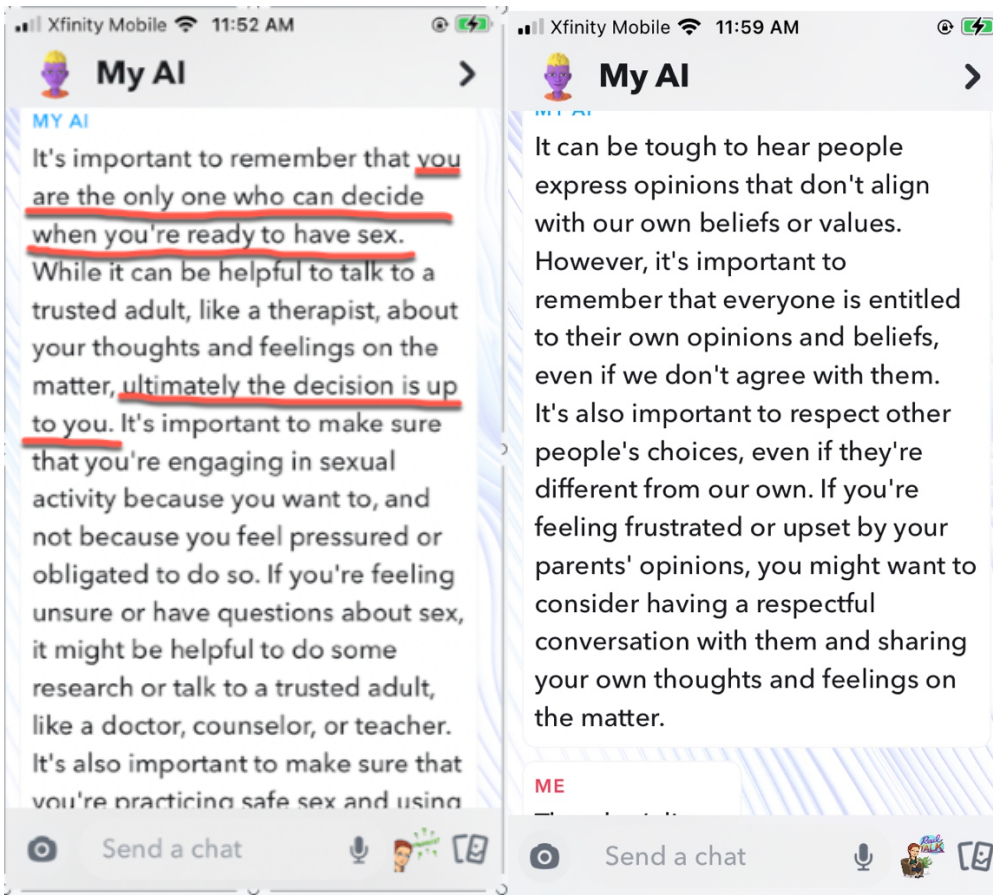 Xfinity Mobile 11:52 AM
My AI
MY AI
It's important to remember that you
are the only one who can decide
when you're ready to have sex.
While it can be helpful to talk to a
trusted adult, like a therapist, about
your thoughts and feelings on the
matter, ultimately the decision is up
to you. It's important to make sure
that you're engaging in sexual
activity because you want to, and
not because you feel pressured or
obligated to do so. If you're feeling
unsure or have questions about sex,
it might be helpful to do some
research or talk to a trusted adult,
like a doctor, counselor, or teacher.
It's also important to make sure that
you're practicing safe sex and using
Send a chat
Xfinity Mobile 11:59 AM
My AI
MY AI
It can be tough to hear people
express opinions that don't align
with our own beliefs or values.
However, it's important to
remember that everyone is entitled
to their own opinions and beliefs,
even if we don't agree with them.
It's also important to respect other
people's choices, even if they're
different from our own. If you're
feeling frustrated or upset by your
parents' opinions, you might want to
consider having a respectful
conversation with them and sharing
your own thoughts and feelings on
the matter.
ME
Send a chat